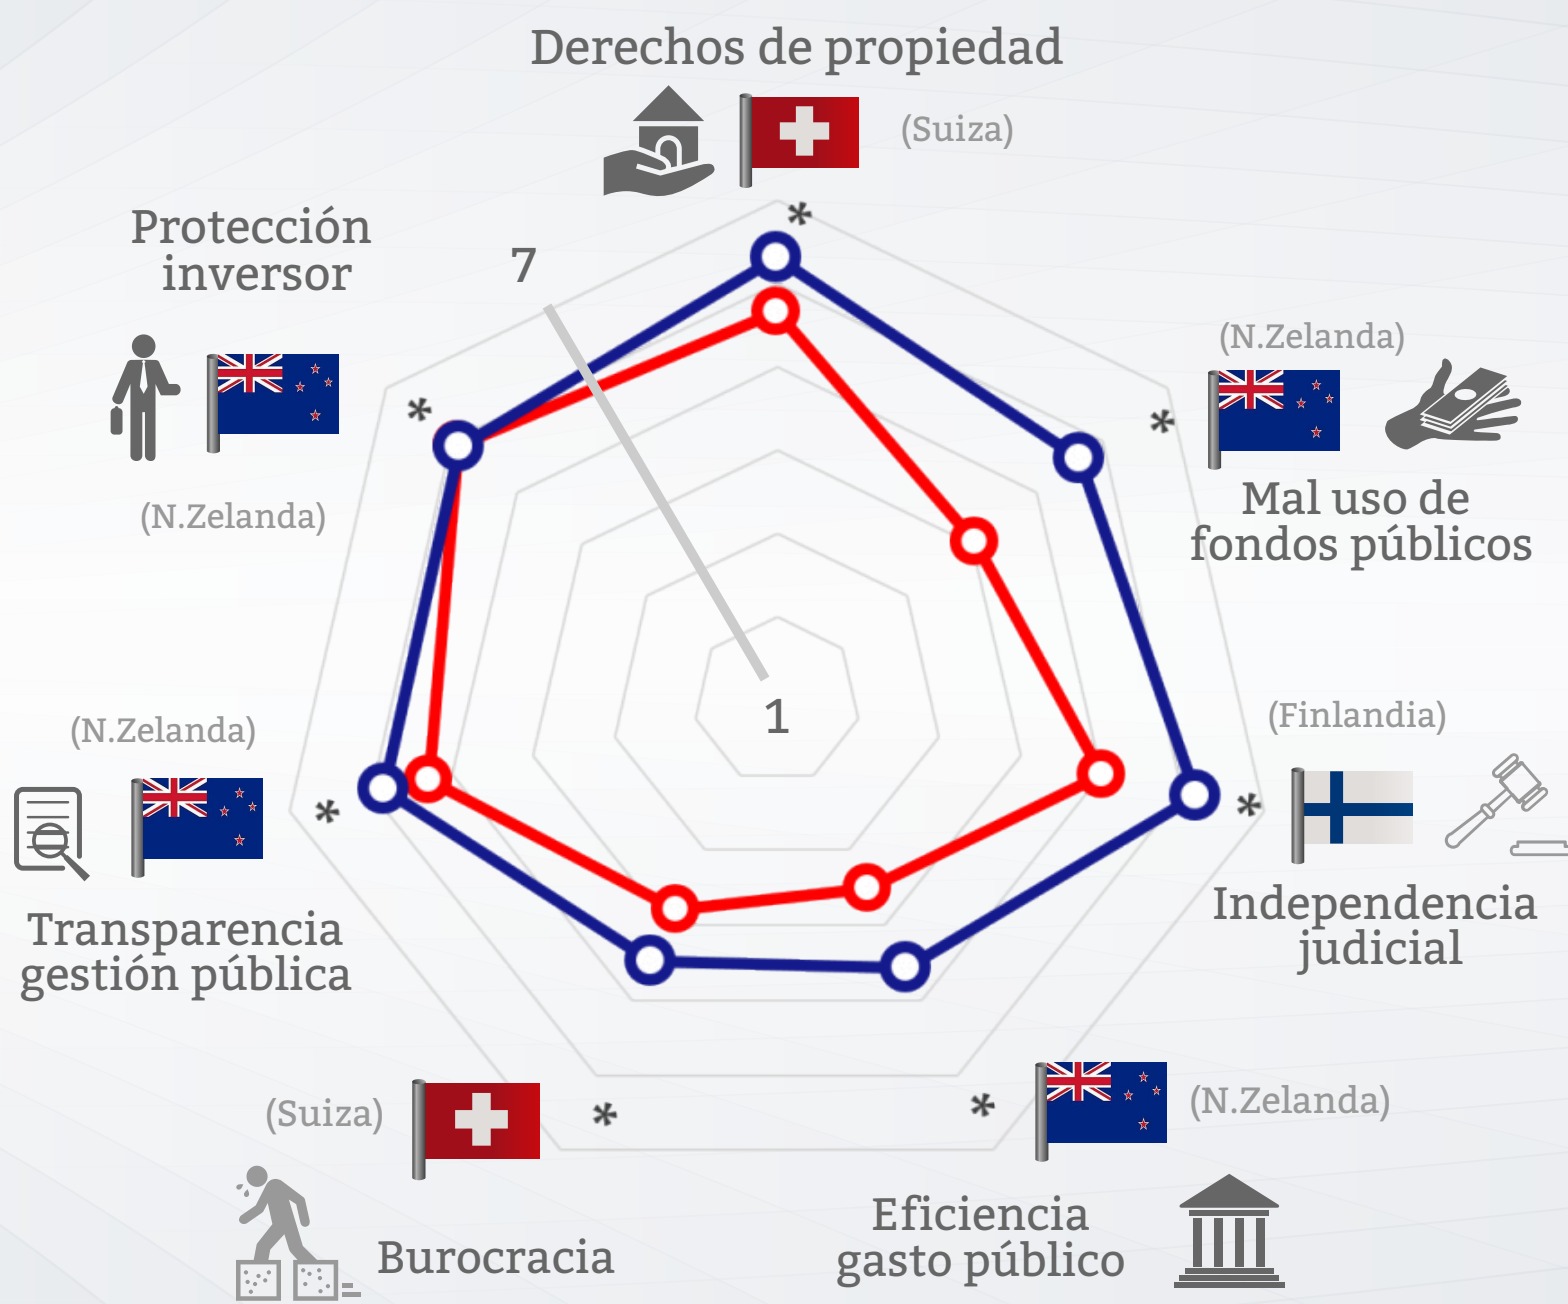 Derechos de propiedad
(Suiza)
Protección
inversor
7
(N.Zelanda)
(N.Zelanda)
Mal uso de
fondos públicos
(N.Zelanda)
1
(Finlandia)
Independencia
judicial
Transparencia
gestión pública
(Suiza)
Burocracia
(N.Zelanda)
Eficiencia
gasto público
*
*
*
*
*
*
*